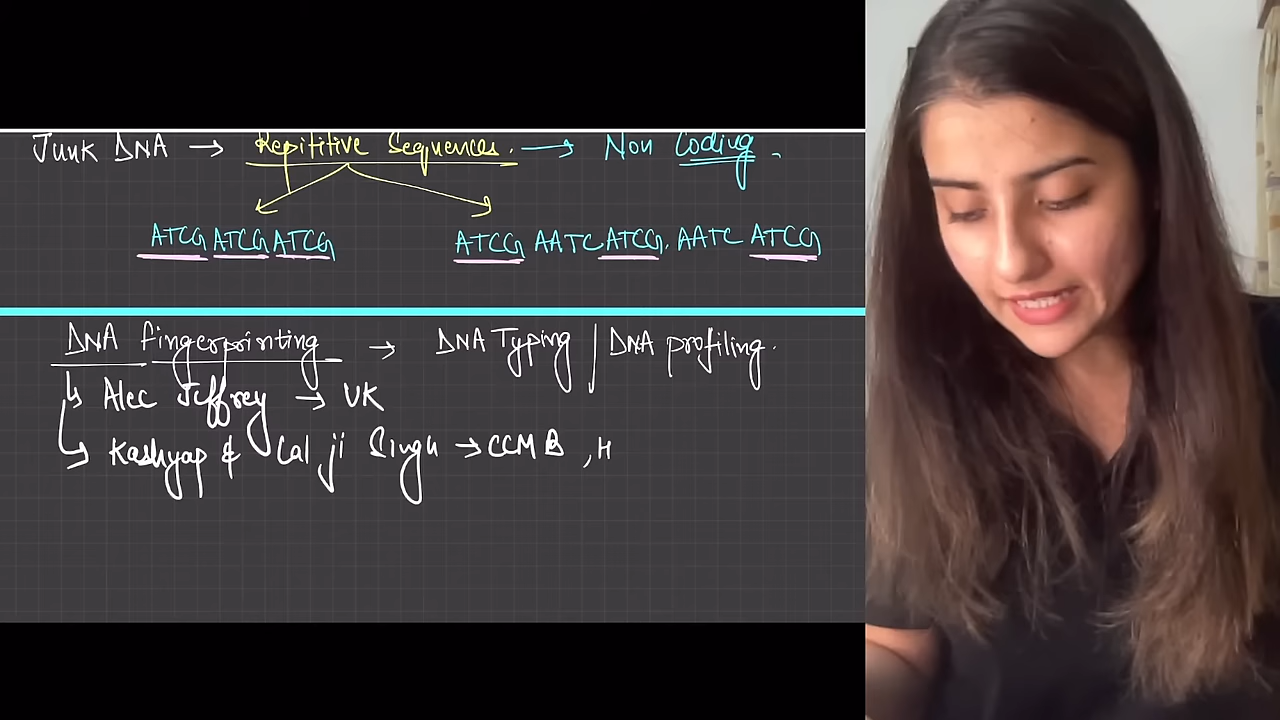 Junk DNA → Repititive Sequences. → Non Coding.
ATCG ATCG ATCG ATCG AATC ATCG. AATC ATCG
DNA fingerprinting → DNA Typing | DNA profiling.
↳ Alec Jeffrey → UK
↳ Kashyap & Lal ji Singh → CCMB , H